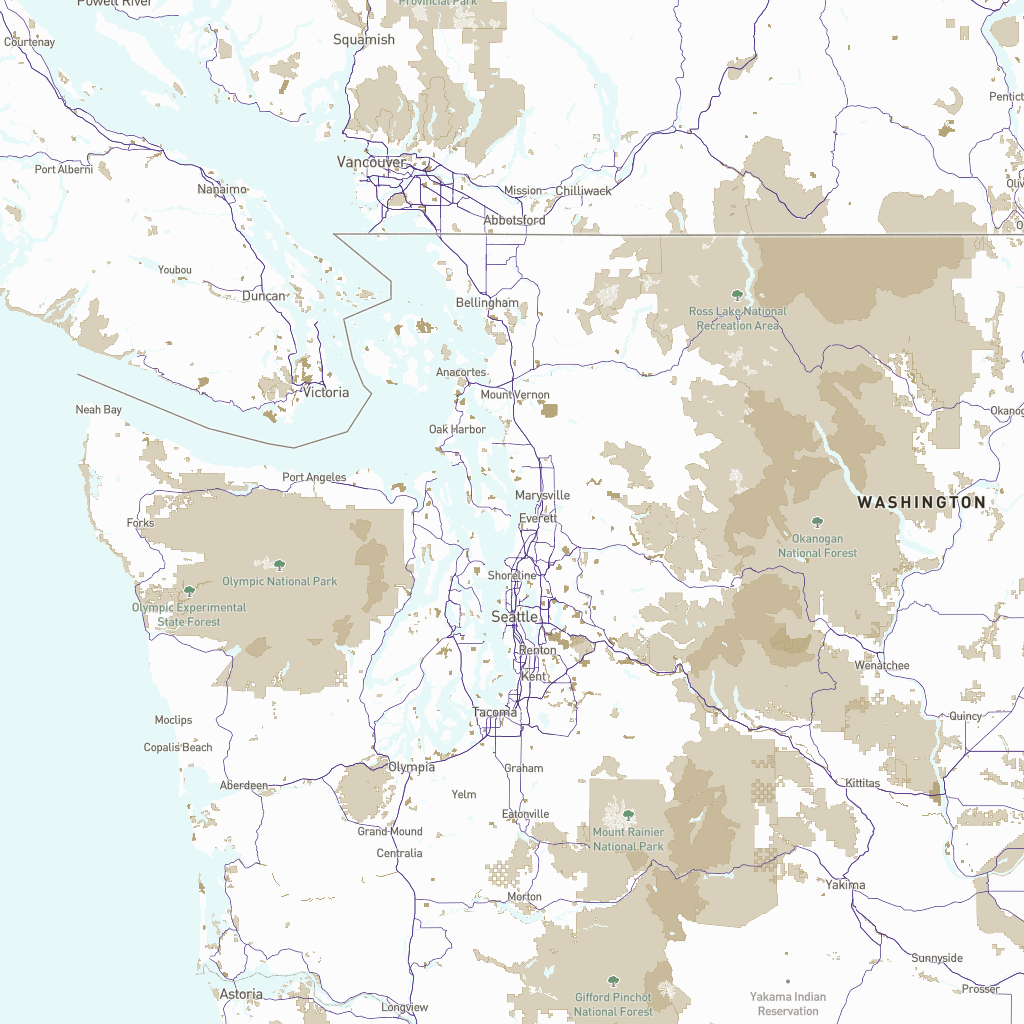 Powell River
Provincial Park
Courtenay
Squamish
Port Alberni
Vancouver
Nanaimo
Mission
Chilliwack
Abbotsford
Youbou
Duncan
Bellingham
Ross Lake National
Recreation Area
Anacortes
Victoria
Mount Vernon
Neah Bay
Oak Harbor
Port Angeles
Marysville
WASHINGTON
Forks
Everett
Okanogan
National Forest
Shoreline
Olympic National Park
Olympic Experimental
State Forest
Seattle
Renton
Wenatchee
Kent
Tacoma
Moclips
Quincy
Copalis Beach
Olympia
Graham
Aberdeen
Kittitas
Yelm
Eatonville
Grand Mound
Mount Rainier
National Park
Centralia
Yakima
Morton
Sunnyside
Prosser
Astoria
Gifford Pinchot
National Forest
Yakama Indian
Reservation
Longview